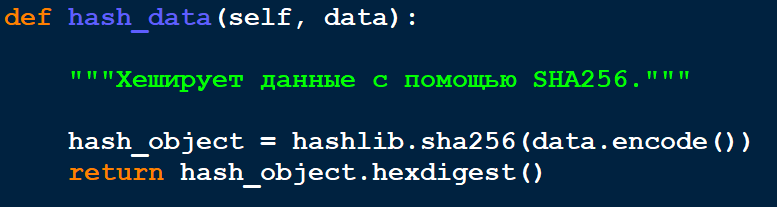 def hash_data(self, data):
"""Хеширует данные с помощью SHA256."""
hash_object = hashlib.sha256(data.encode())
return hash_object.hexdigest()